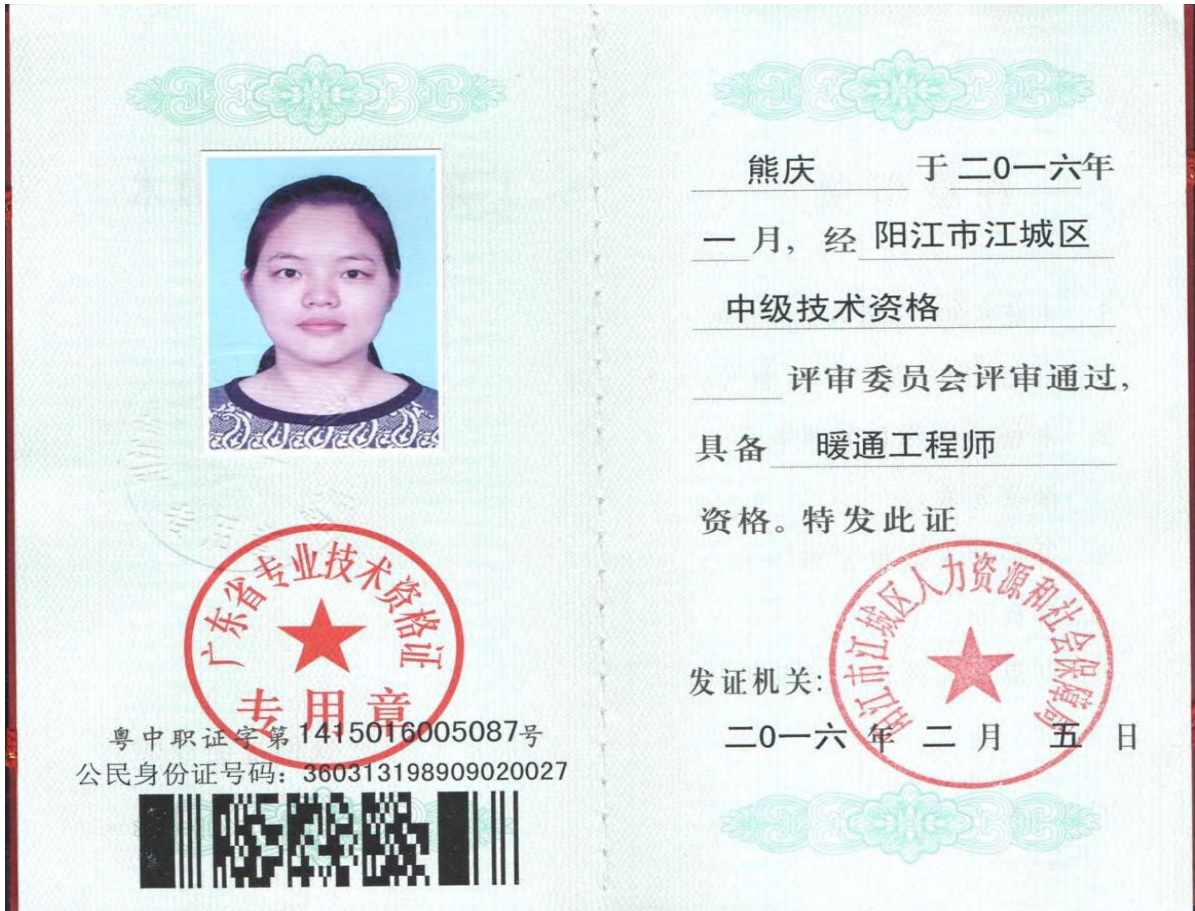 广东省专业技术资格证
专用章
粤中职证字第1415016005087号
公民身份证号码：360313198909020027
熊庆 于 二0一六年
一月，经 阳江市江城区
中级技术资格
评审委员会评审通过，
具备 暖通工程师
资格。特发此证
阳江市江城区人力资源和社会保障局
发证机关：
二0一六 年 二 月 五 日